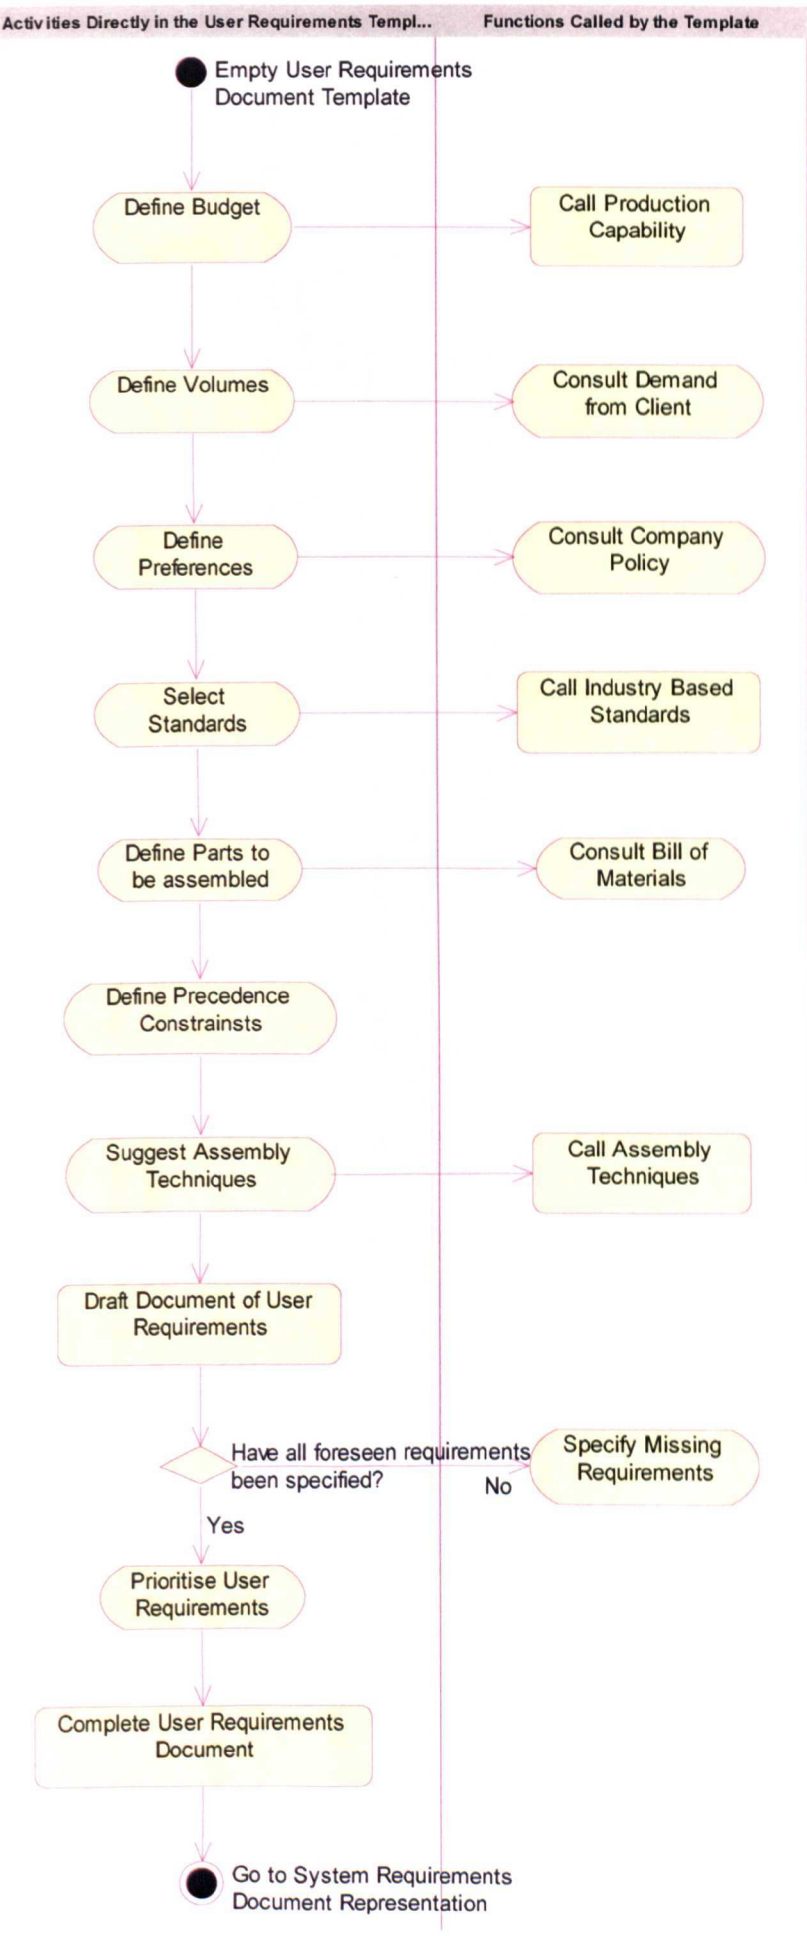 Activities Directly in the User Requirements Templ...
Functions Called by the Template
Empty User Requirements
Document Template
Define Budget
Call Production
Capability
Define Volumes
Consult Demand
from Client
Define
Preferences
Consult Company
Policy
Select
Standards
Call Industry Based
Standards
Define Parts to
be assembled
Consult Bill of
Materials
Define Precedence
Constrainsts
Suggest Assembly
Techniques
Call Assembly
Techniques
Draft Document of User
Requirements
Have all foreseen requirements
been specified?
No
Specify Missing
Requirements
Yes
Prioritise User
Requirements
Complete User Requirements
Document
Go to System Requirements
Document Representation